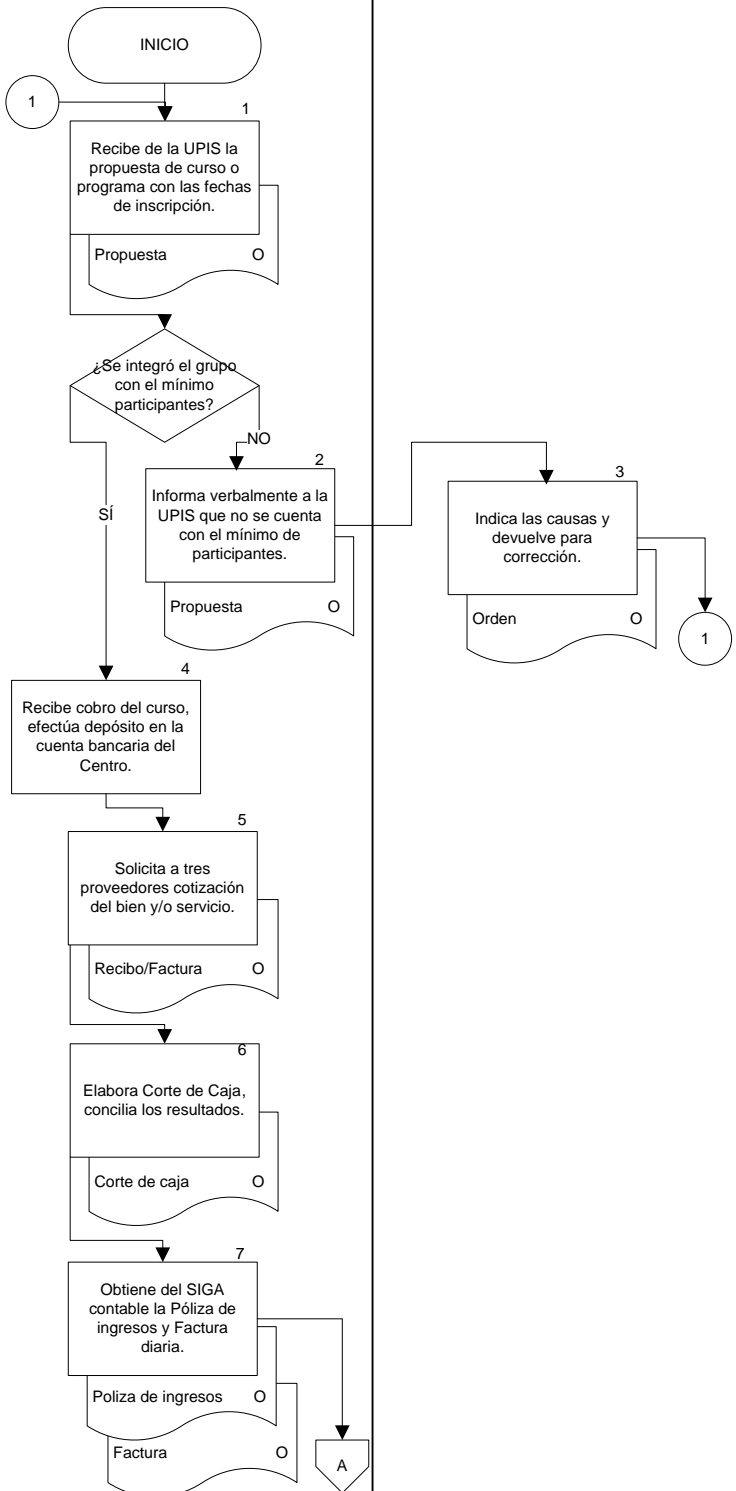 INICIO
1
1
Recibe de la UPIS la
propuesta de curso o
programa con las fechas
de inscripción.
Propuesta O
¿Se integró el grupo
con el mínimo
participantes?
NO
SÍ
2
Informa verbalmente a la
UPIS que no se cuenta
con el mínimo de
participantes.
Propuesta O
3
Indica las causas y
devuelve para
corrección.
Orden O
1
4
Recibe cobro del curso,
efectúa depósito en la
cuenta bancaria del
Centro.
5
Solicita a tres
proveedores cotización
del bien y/o servicio.
Recibo/Factura O
6
Elabora Corte de Caja,
concilia los resultados.
Corte de caja O
7
Obtiene del SIGA
contable la Póliza de
ingresos y Factura
diaria.
Poliza de ingresos O
Factura O
A